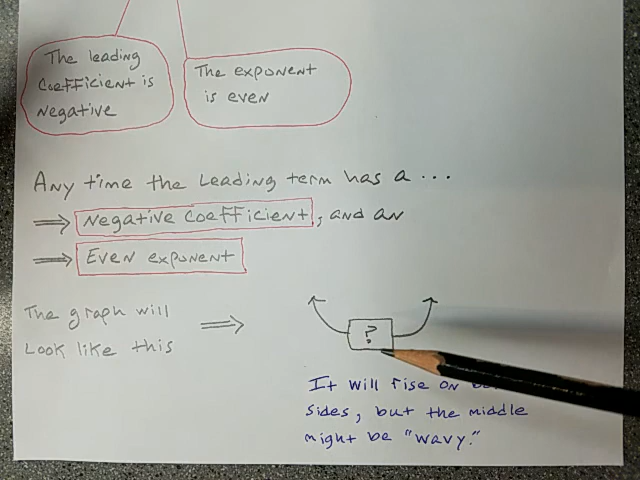 The leading
coefficient is
negative
The exponent
is even
Any time the leading term has a ...
⇒ Negative coefficient, and an
⇒ Even exponent
The graph will
look like this ⇒
?
It will rise on
sides, but the middle
might be "wavy."